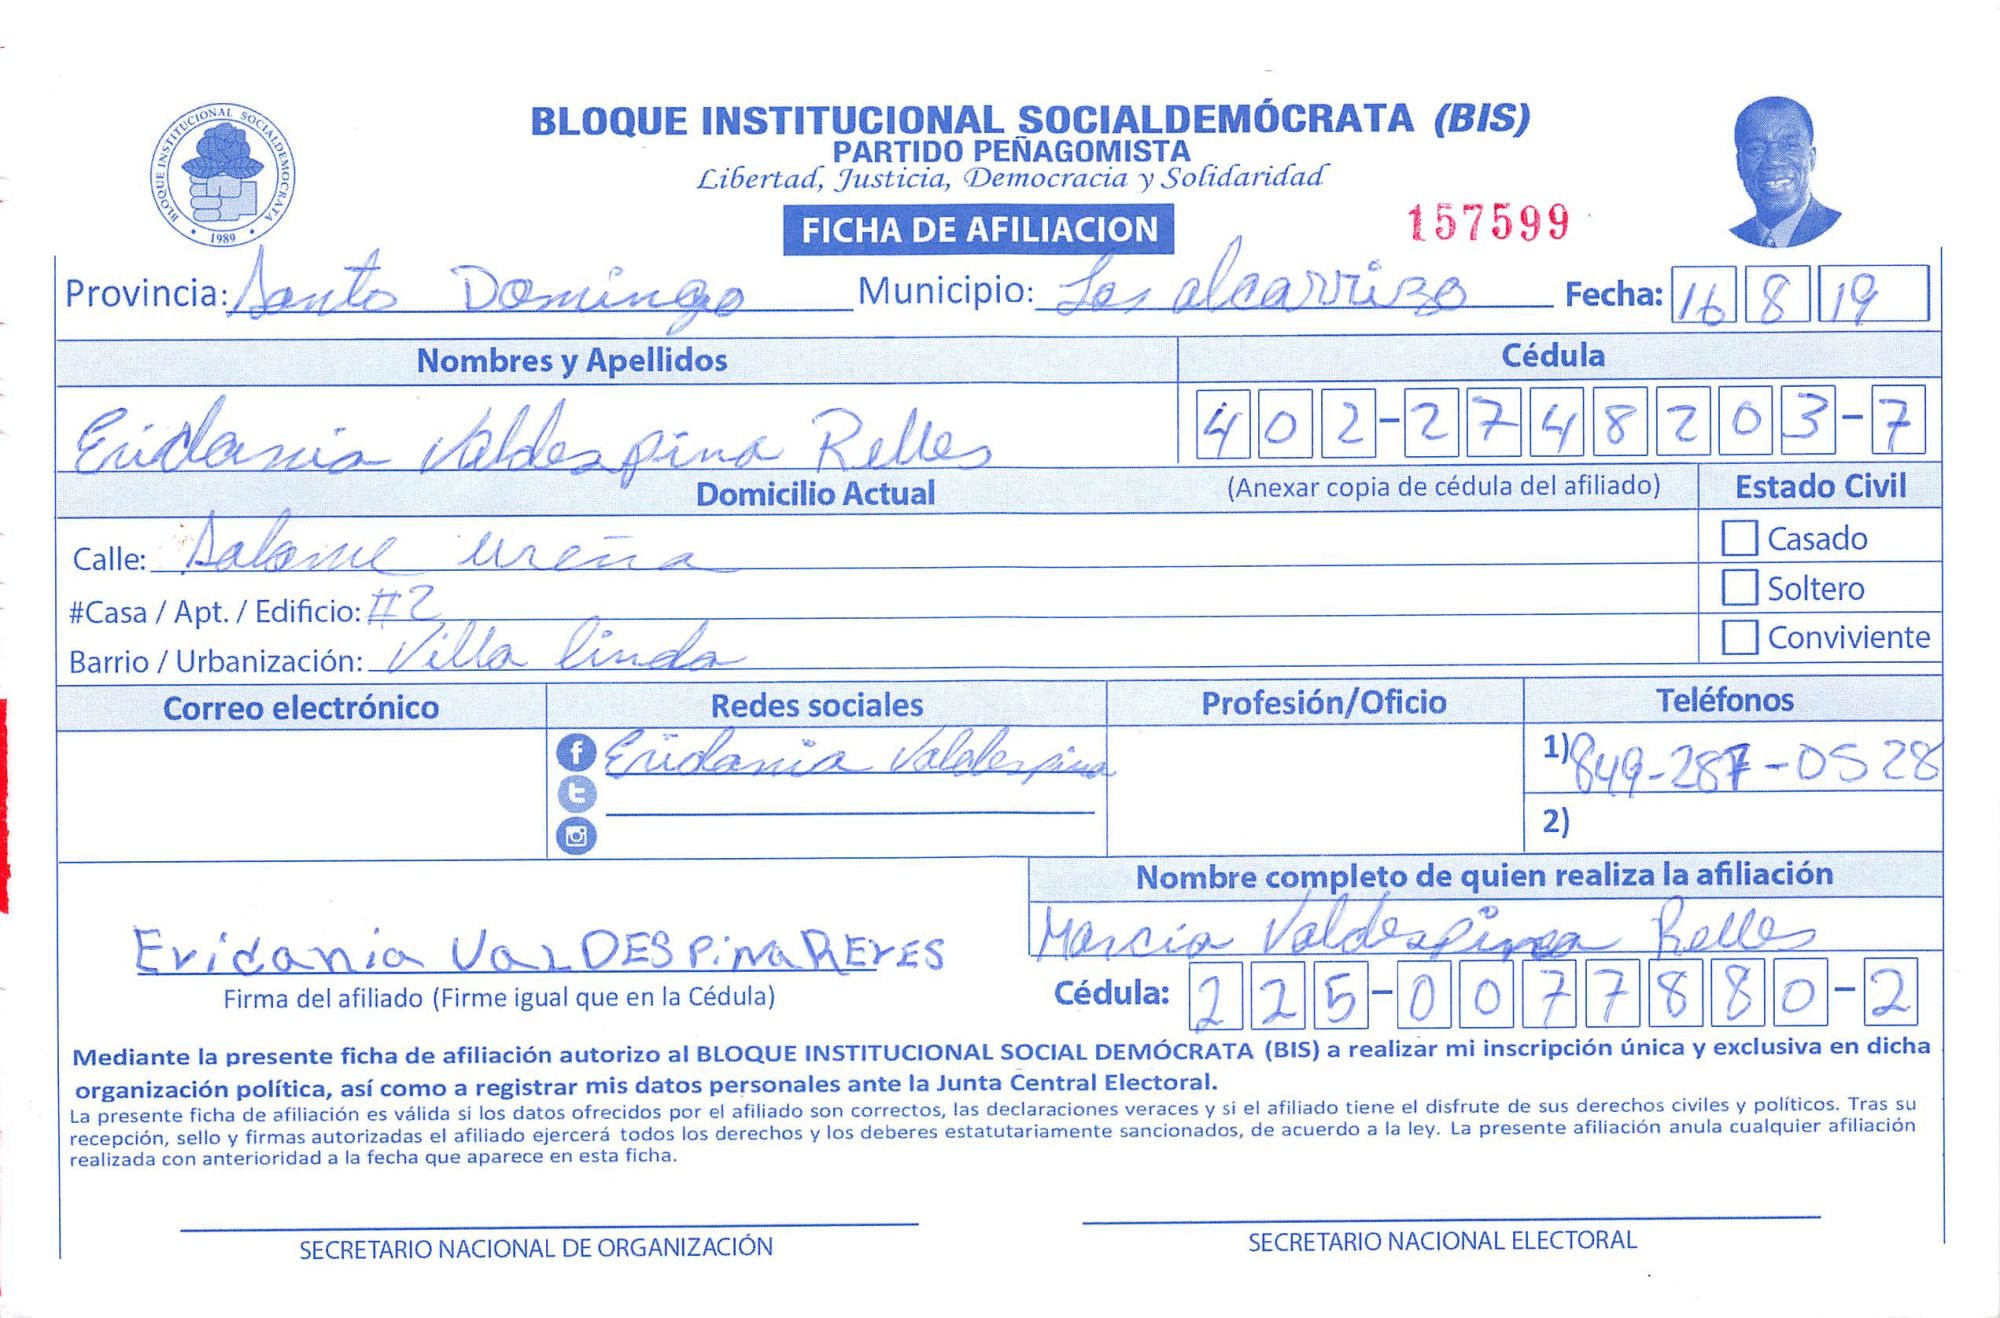 BLOQUE INSTITUCIONAL SOCIALDEMÓCRATA (BIS)
PARTIDO PEÑAGOMISTA
Libertad, Justicia, Democracia y Solidaridad
BLOQUE INSTITUCIONAL SOCIALDEMOCRATA
1989
FICHA DE AFILIACION
157599
Provincia: Santo Domingo Municipio: Los alcarrizo Fecha: 16 8 19
Nombres y Apellidos Cédula
Eridania Valdespina Relles 402-2748203-7
Domicilio Actual (Anexar copia de cédula del afiliado) Estado Civil
Calle: Salome ureña Casado
#Casa / Apt. / Edificio: #2 Soltero
Barrio / Urbanización: Villa linda Conviviente
Correo electrónico Redes sociales Profesión/Oficio Teléfonos
Eridania Valdespina 1) 849-287-0528
2)
Nombre completo de quien realiza la afiliación
Marcia Valdespina Relles
Eridania VaLDESPiNa REYES
Firma del afiliado (Firme igual que en la Cédula) Cédula: 225-0077880-2
Mediante la presente ficha de afiliación autorizo al BLOQUE INSTITUCIONAL SOCIAL DEMÓCRATA (BIS) a realizar mi inscripción única y exclusiva en dicha
organización política, así como a registrar mis datos personales ante la Junta Central Electoral.
La presente ficha de afiliación es válida si los datos ofrecidos por el afiliado son correctos, las declaraciones veraces y si el afiliado tiene el disfrute de sus derechos civiles y políticos. Tras su
recepción, sello y firmas autorizadas el afiliado ejercerá todos los derechos y los deberes estatutariamente sancionados, de acuerdo a la ley. La presente afiliación anula cualquier afiliación
realizada con anterioridad a la fecha que aparece en esta ficha.
SECRETARIO NACIONAL DE ORGANIZACIÓN SECRETARIO NACIONAL ELECTORAL